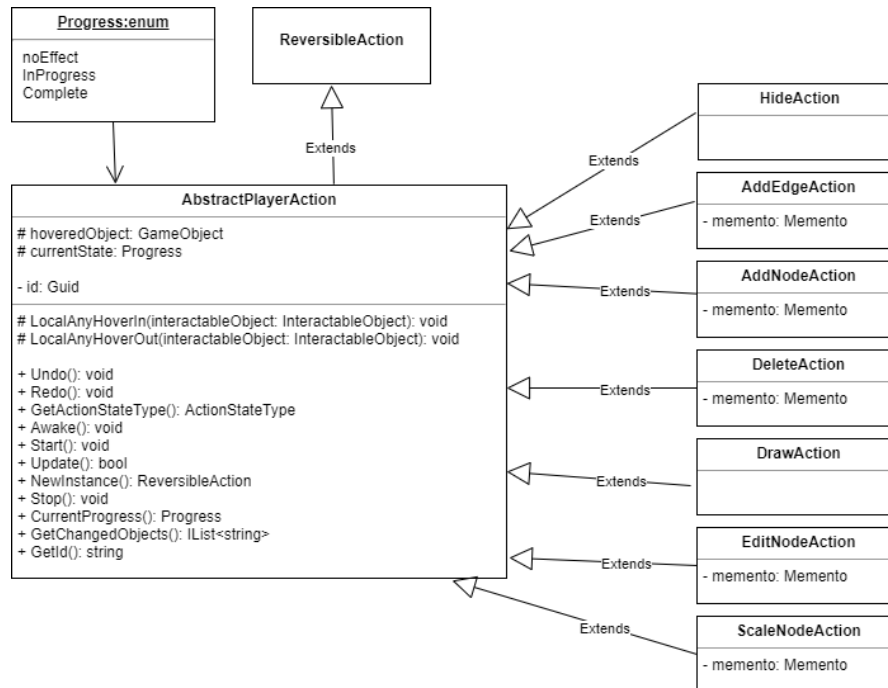 Progress:enum
noEffect
InProgress
Complete
ReversibleAction
Extends
AbstractPlayerAction
# hoveredObject: GameObject
# currentState: Progress
- id: Guid
# LocalAnyHoverIn(interactableObject: InteractableObject): void
# LocalAnyHoverOut(interactableObject: InteractableObject): void
+ Undo(): void
+ Redo(): void
+ GetActionStateType(): ActionStateType
+ Awake(): void
+ Start(): void
+ Update(): bool
+ NewInstance(): ReversibleAction
+ Stop(): void
+ CurrentProgress(): Progress
+ GetChangedObjects(): IList<string>
+ GetId(): string
Extends
HideAction
Extends
AddEdgeAction
- memento: Memento
Extends
AddNodeAction
- memento: Memento
Extends
DeleteAction
- memento: Memento
Extends
DrawAction
Extends
EditNodeAction
- memento: Memento
Extends
ScaleNodeAction
- memento: Memento